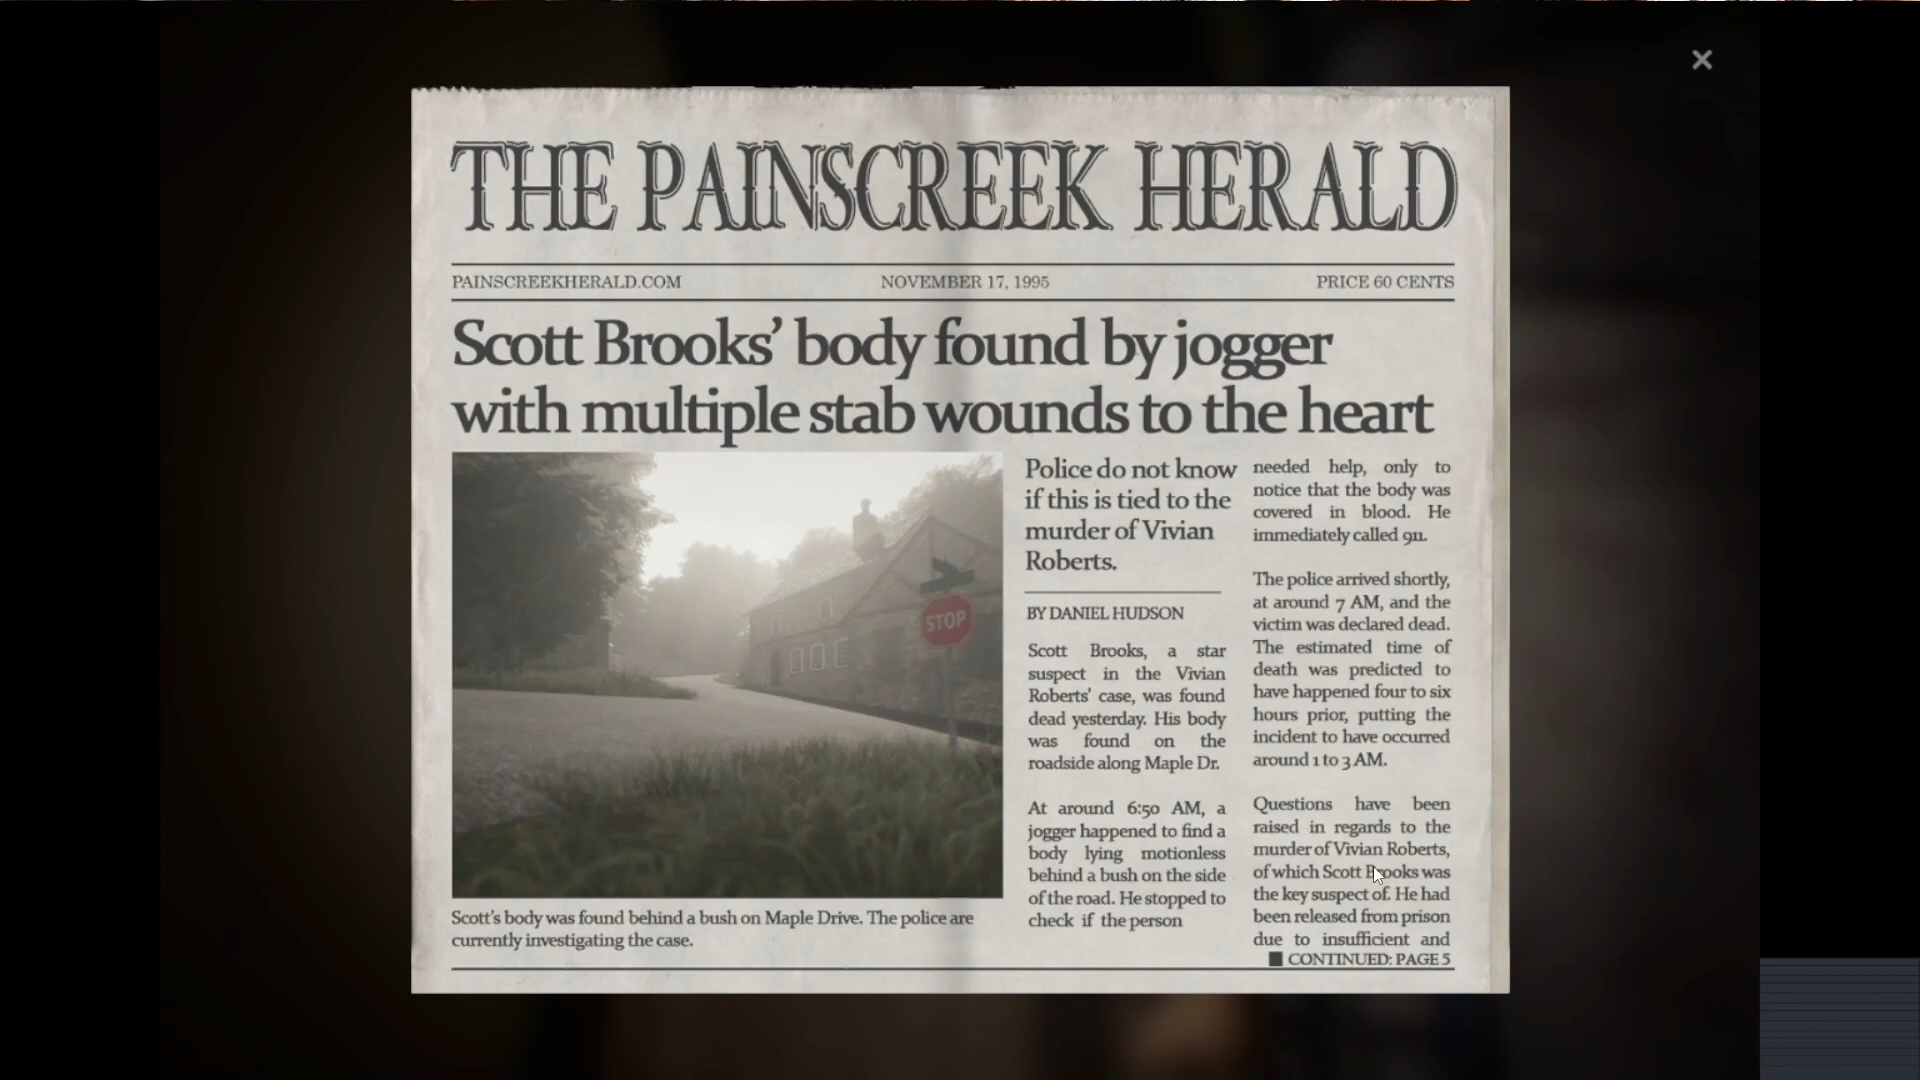 THE PAINSCREEK HERALD
PAINSCREEKHERALD.COM NOVEMBER 17, 1995 PRICE 60 CENTS
Scott Brooks’ body found by jogger
with multiple stab wounds to the heart
STOP
Scott's body was found behind a bush on Maple Drive. The police are
currently investigating the case.
Police do not know
if this is tied to the
murder of Vivian
Roberts.
BY DANIEL HUDSON
Scott Brooks, a star
suspect in the Vivian
Roberts' case, was found
dead yesterday. His body
was found on the
roadside along Maple Dr.
At around 6:50 AM, a
jogger happened to find a
body lying motionless
behind a bush on the side
of the road. He stopped to
check if the person
needed help, only to
notice that the body was
covered in blood. He
immediately called 911.
The police arrived shortly,
at around 7 AM, and the
victim was declared dead.
The estimated time of
death was predicted to
have happened four to six
hours prior, putting the
incident to have occurred
around 1 to 3 AM.
Questions have been
raised in regards to the
murder of Vivian Roberts,
of which Scott Brooks was
the key suspect of. He had
been released from prison
due to insufficient and
CONTINUED: PAGE 5